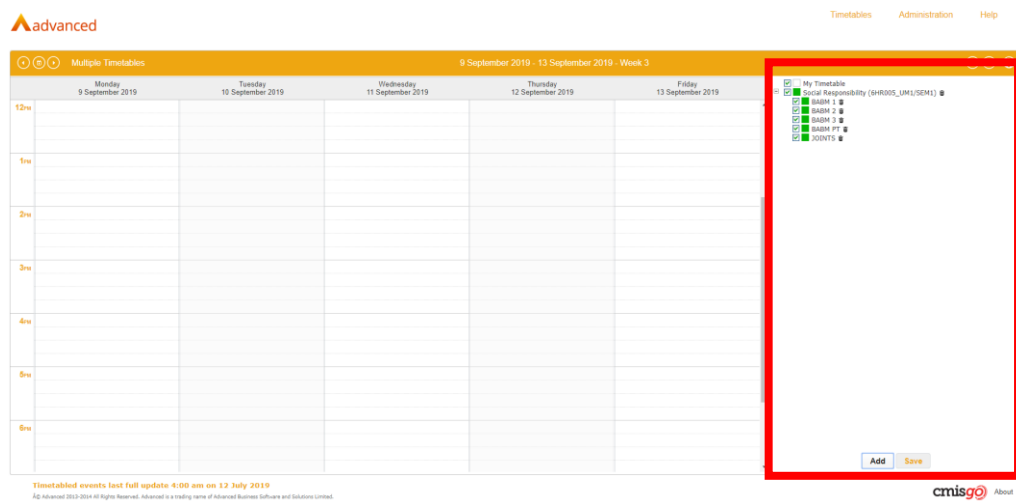 advanced
Timetables Administration Help
Multiple Timetables
9 September 2019 - 13 September 2019 - Week 3
Monday
9 September 2019
Tuesday
10 September 2019
Wednesday
11 September 2019
Thursday
12 September 2019
Friday
13 September 2019
12PM
1PM
2PM
3PM
4PM
5PM
6PM
My Timetable
Social Responsibility (6HR005_UM1/SEM1)
BABM 1
BABM 2
BABM 3
BABM PT
JOINTS
Add Save
Timetabled events last full update 4:00 am on 12 July 2019
Â© Advanced 2012-2014 All Rights Reserved. Advanced is a trading name of Advanced Business Software and Solutions Limited.
cmisgo About